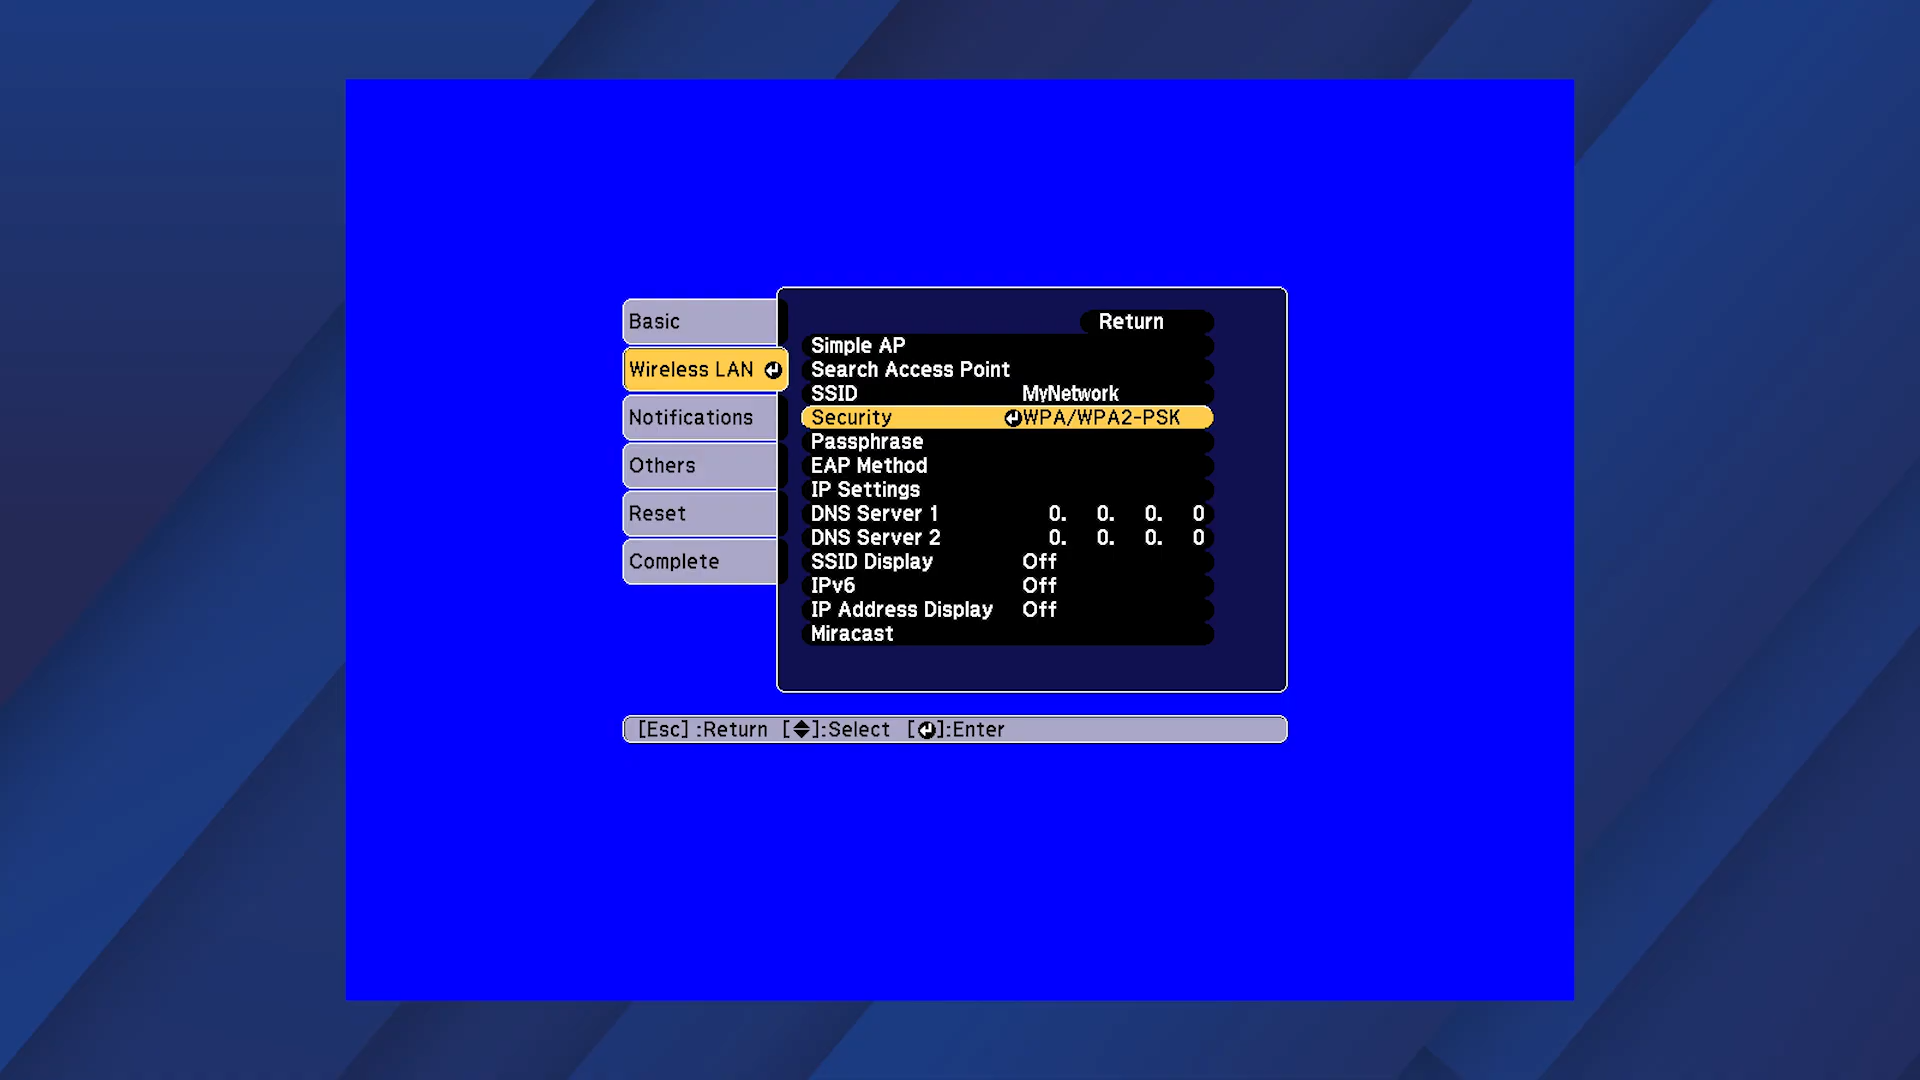 Basic
Wireless LAN
Notifications
Others
Reset
Complete
Return
Simple AP
Search Access Point
SSID MyNetwork
Security WPA/WPA2-PSK
Passphrase
EAP Method
IP Settings
DNS Server 1 0. 0. 0. 0
DNS Server 2 0. 0. 0. 0
SSID Display Off
IPv6 Off
IP Address Display Off
Miracast
[Esc] :Return [◆]:Select [⏎]:Enter